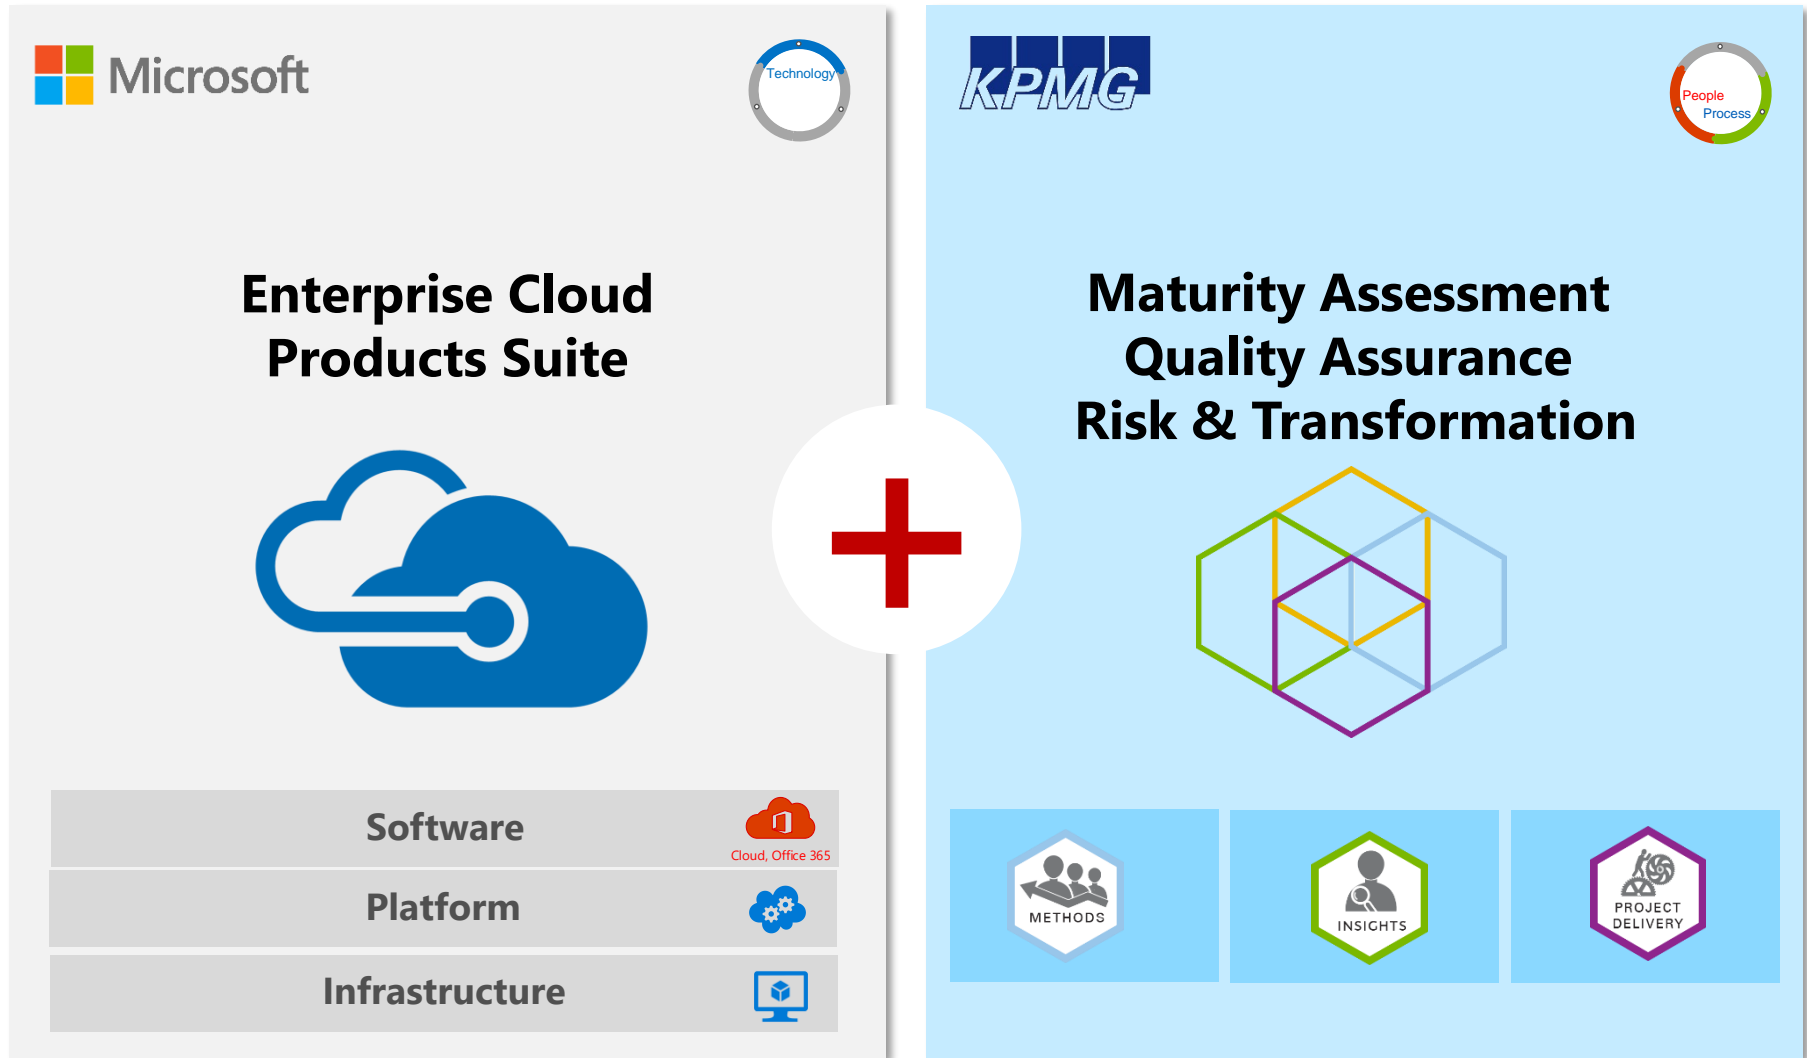 Microsoft
Technology
Enterprise Cloud
Products Suite
Software
Cloud, Office 365
Platform
Infrastructure
KPMG
People
Process
Maturity Assessment
Quality Assurance
Risk & Transformation
METHODS
INSIGHTS
PROJECT
DELIVERY